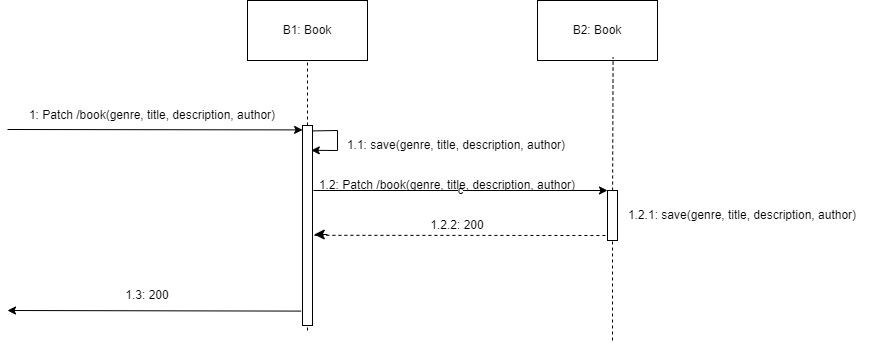 B1: Book
B2: Book
1: Patch /book(genre, title, description, author)
1.1: save(genre, title, description, author)
1.2: Patch /book(genre, title, description, author)
1.2.1: save(genre, title, description, author)
1.2.2: 200
1.3: 200